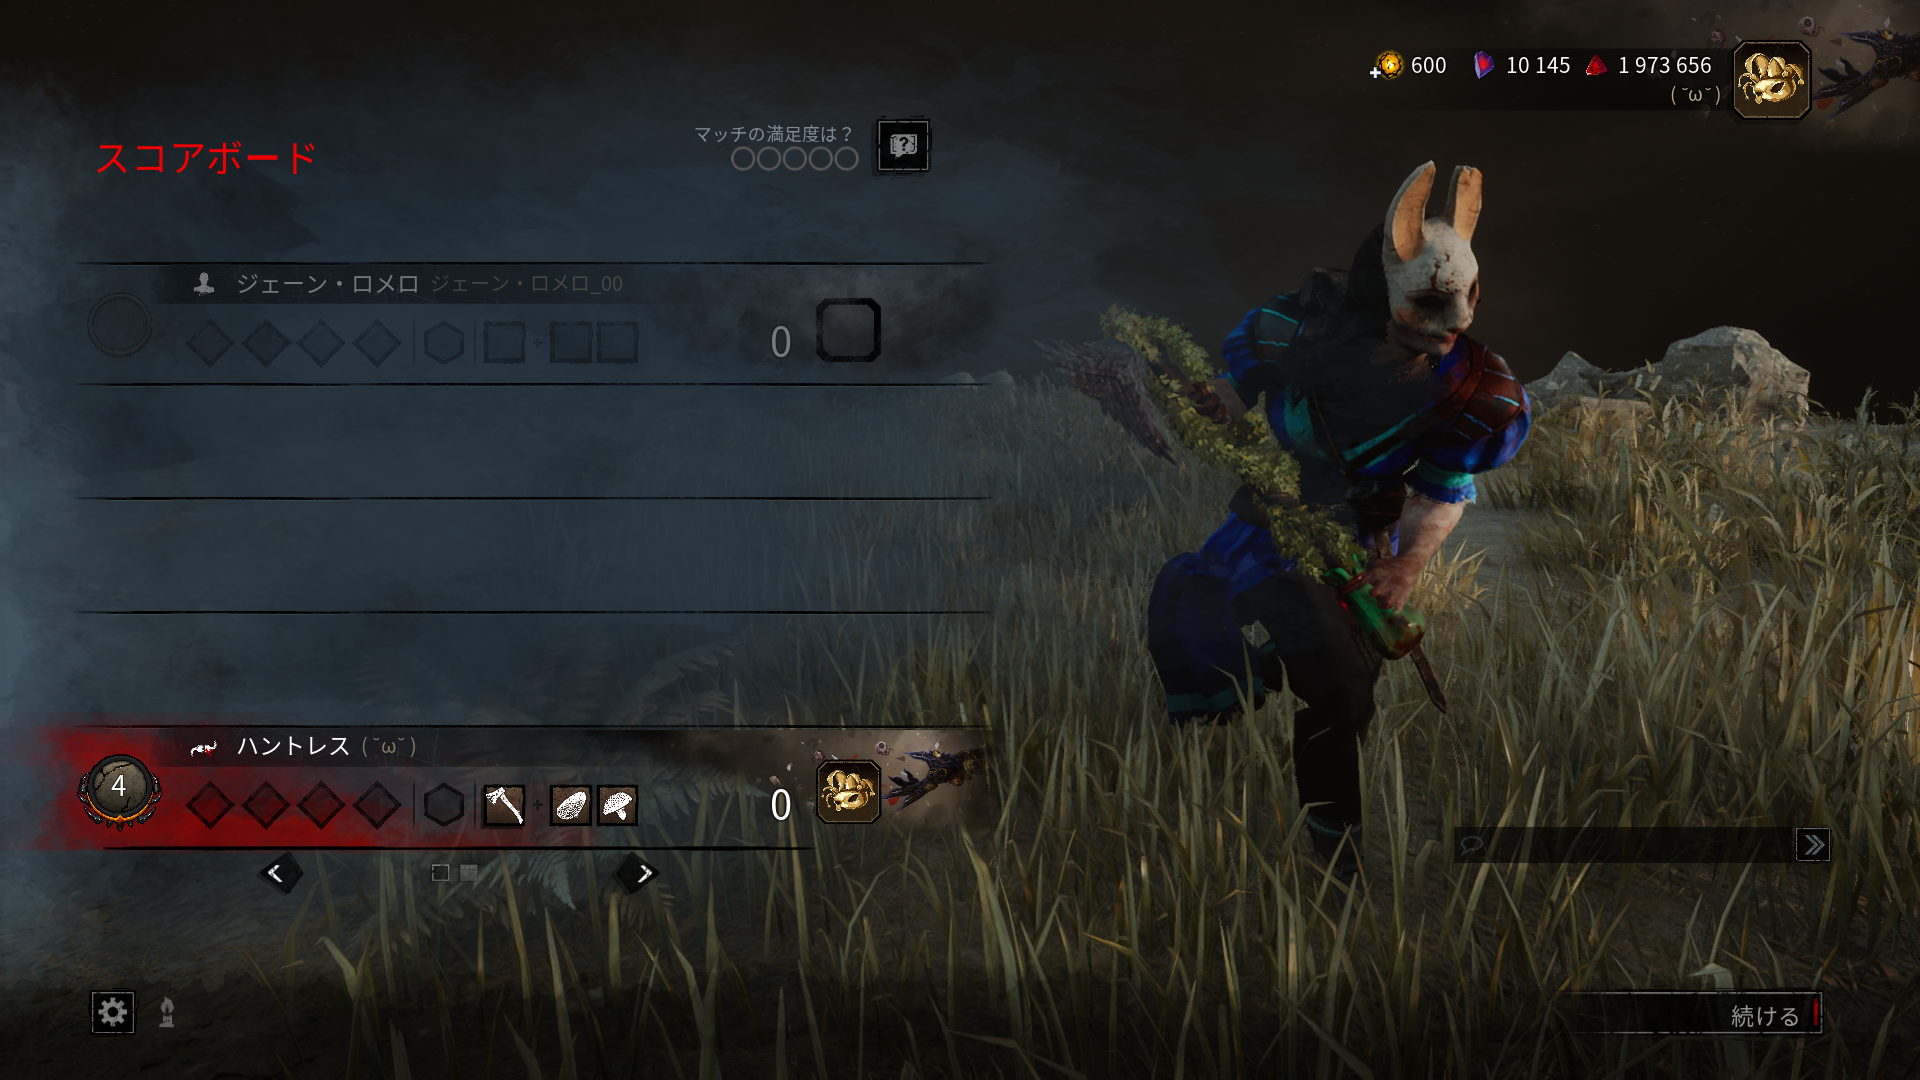 600 10 145 1 973 656
(˘ω˘)
マッチの満足度は？
スコアボード
ジェーン・ロメロ ジェーン・ロメロ_00
0
ハントレス (˘ω˘)
4
0
続ける